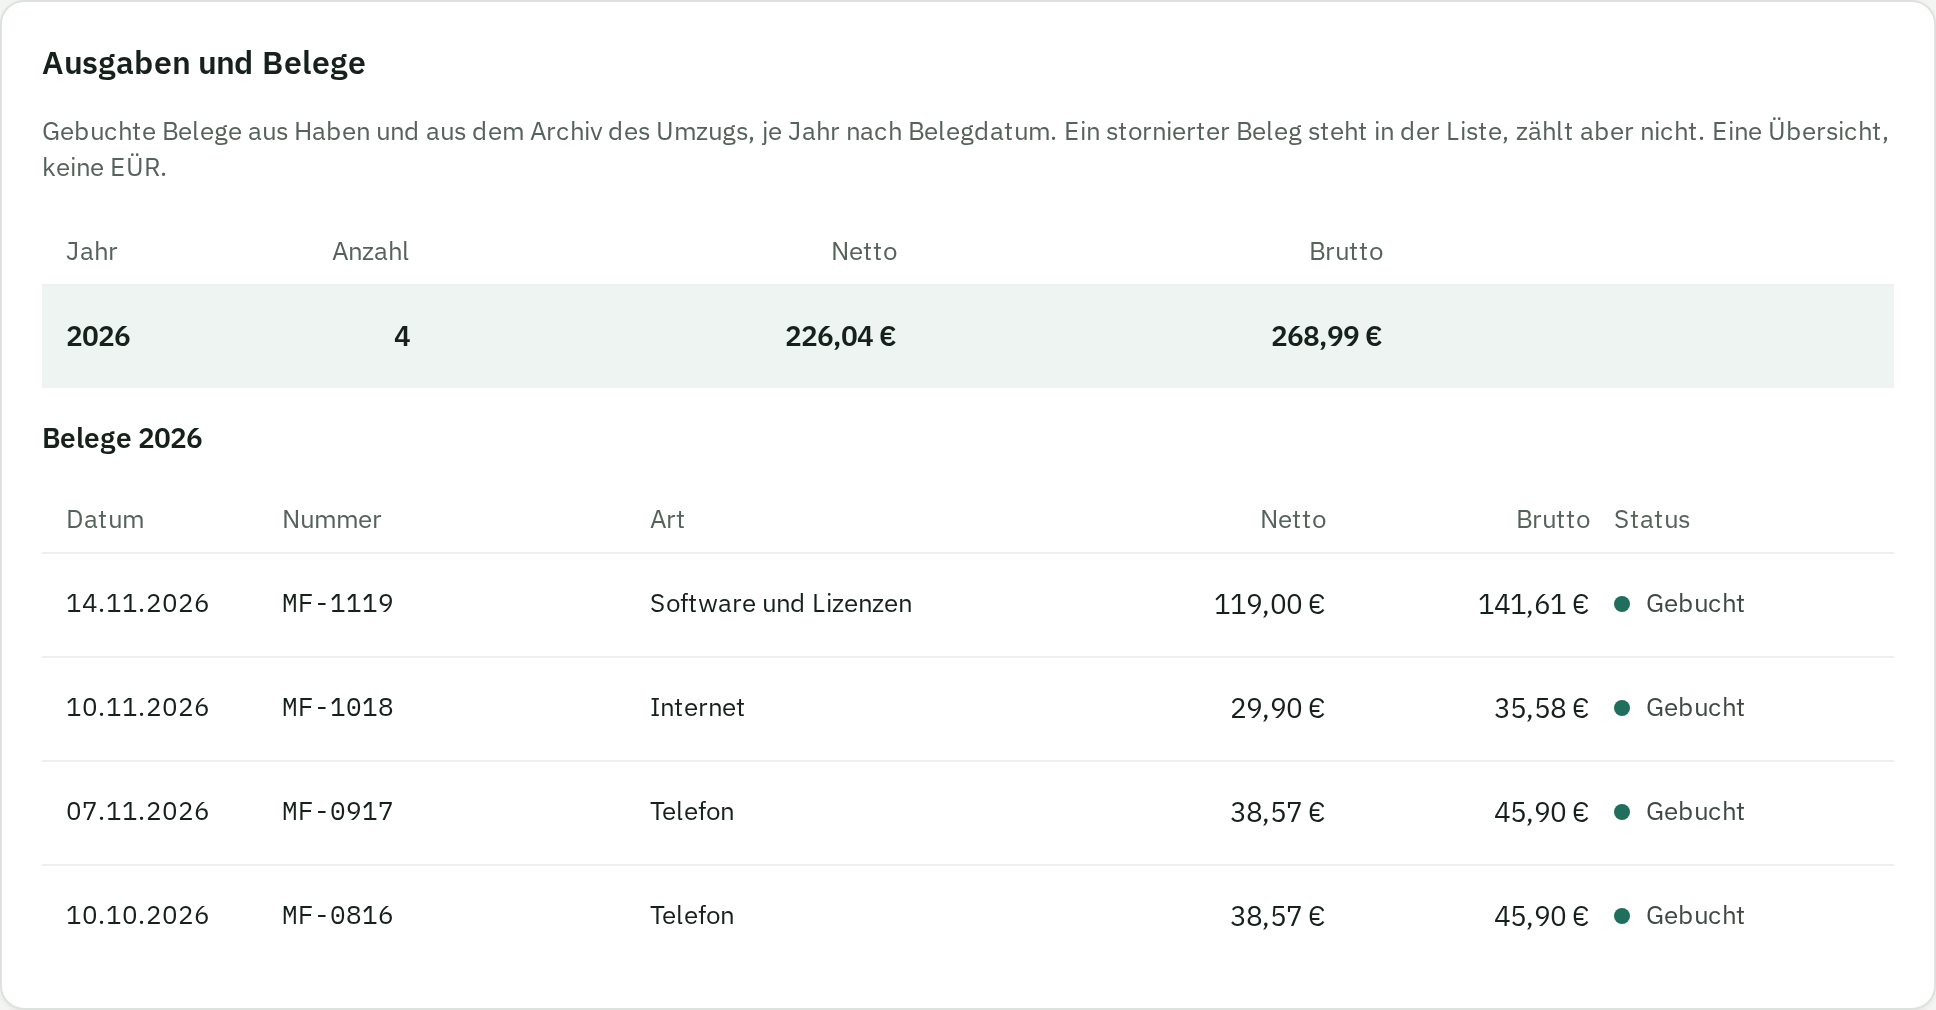 Ausgaben und Belege
Gebuchte Belege aus Haben und aus dem Archiv des Umzugs, je Jahr nach Belegdatum. Ein stornierter Beleg steht in der Liste, zählt aber nicht. Eine Übersicht,
keine EÜR.
Jahr Anzahl Netto Brutto
2026 4 226,04 € 268,99 €
Belege 2026
Datum Nummer Art Netto Brutto Status
14.11.2026 MF-1119 Software und Lizenzen 119,00 € 141,61 € Gebucht
10.11.2026 MF-1018 Internet 29,90 € 35,58 € Gebucht
07.11.2026 MF-0917 Telefon 38,57 € 45,90 € Gebucht
10.10.2026 MF-0816 Telefon 38,57 € 45,90 € Gebucht